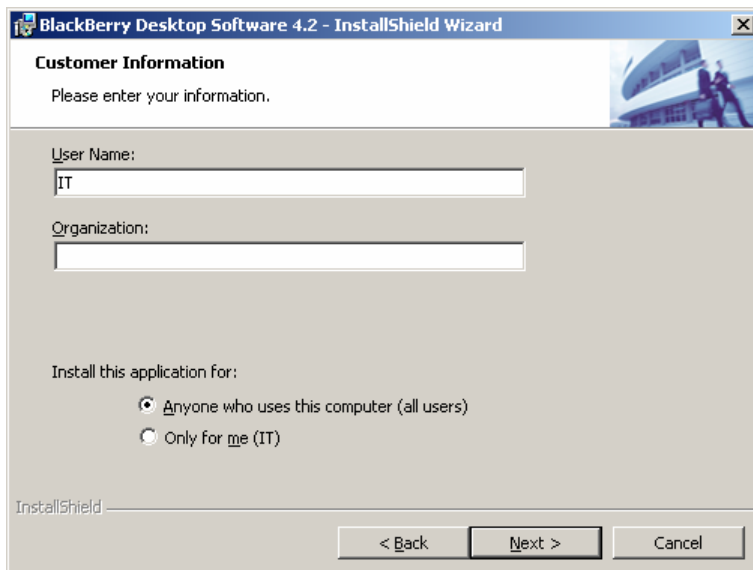 BlackBerry Desktop Software 4.2 - InstallShield Wizard
Customer Information
Please enter your information.
User Name:
IT
Organization:
Install this application for:
Anyone who uses this computer (all users)
Only for me (IT)
InstallShield
< Back Next > Cancel